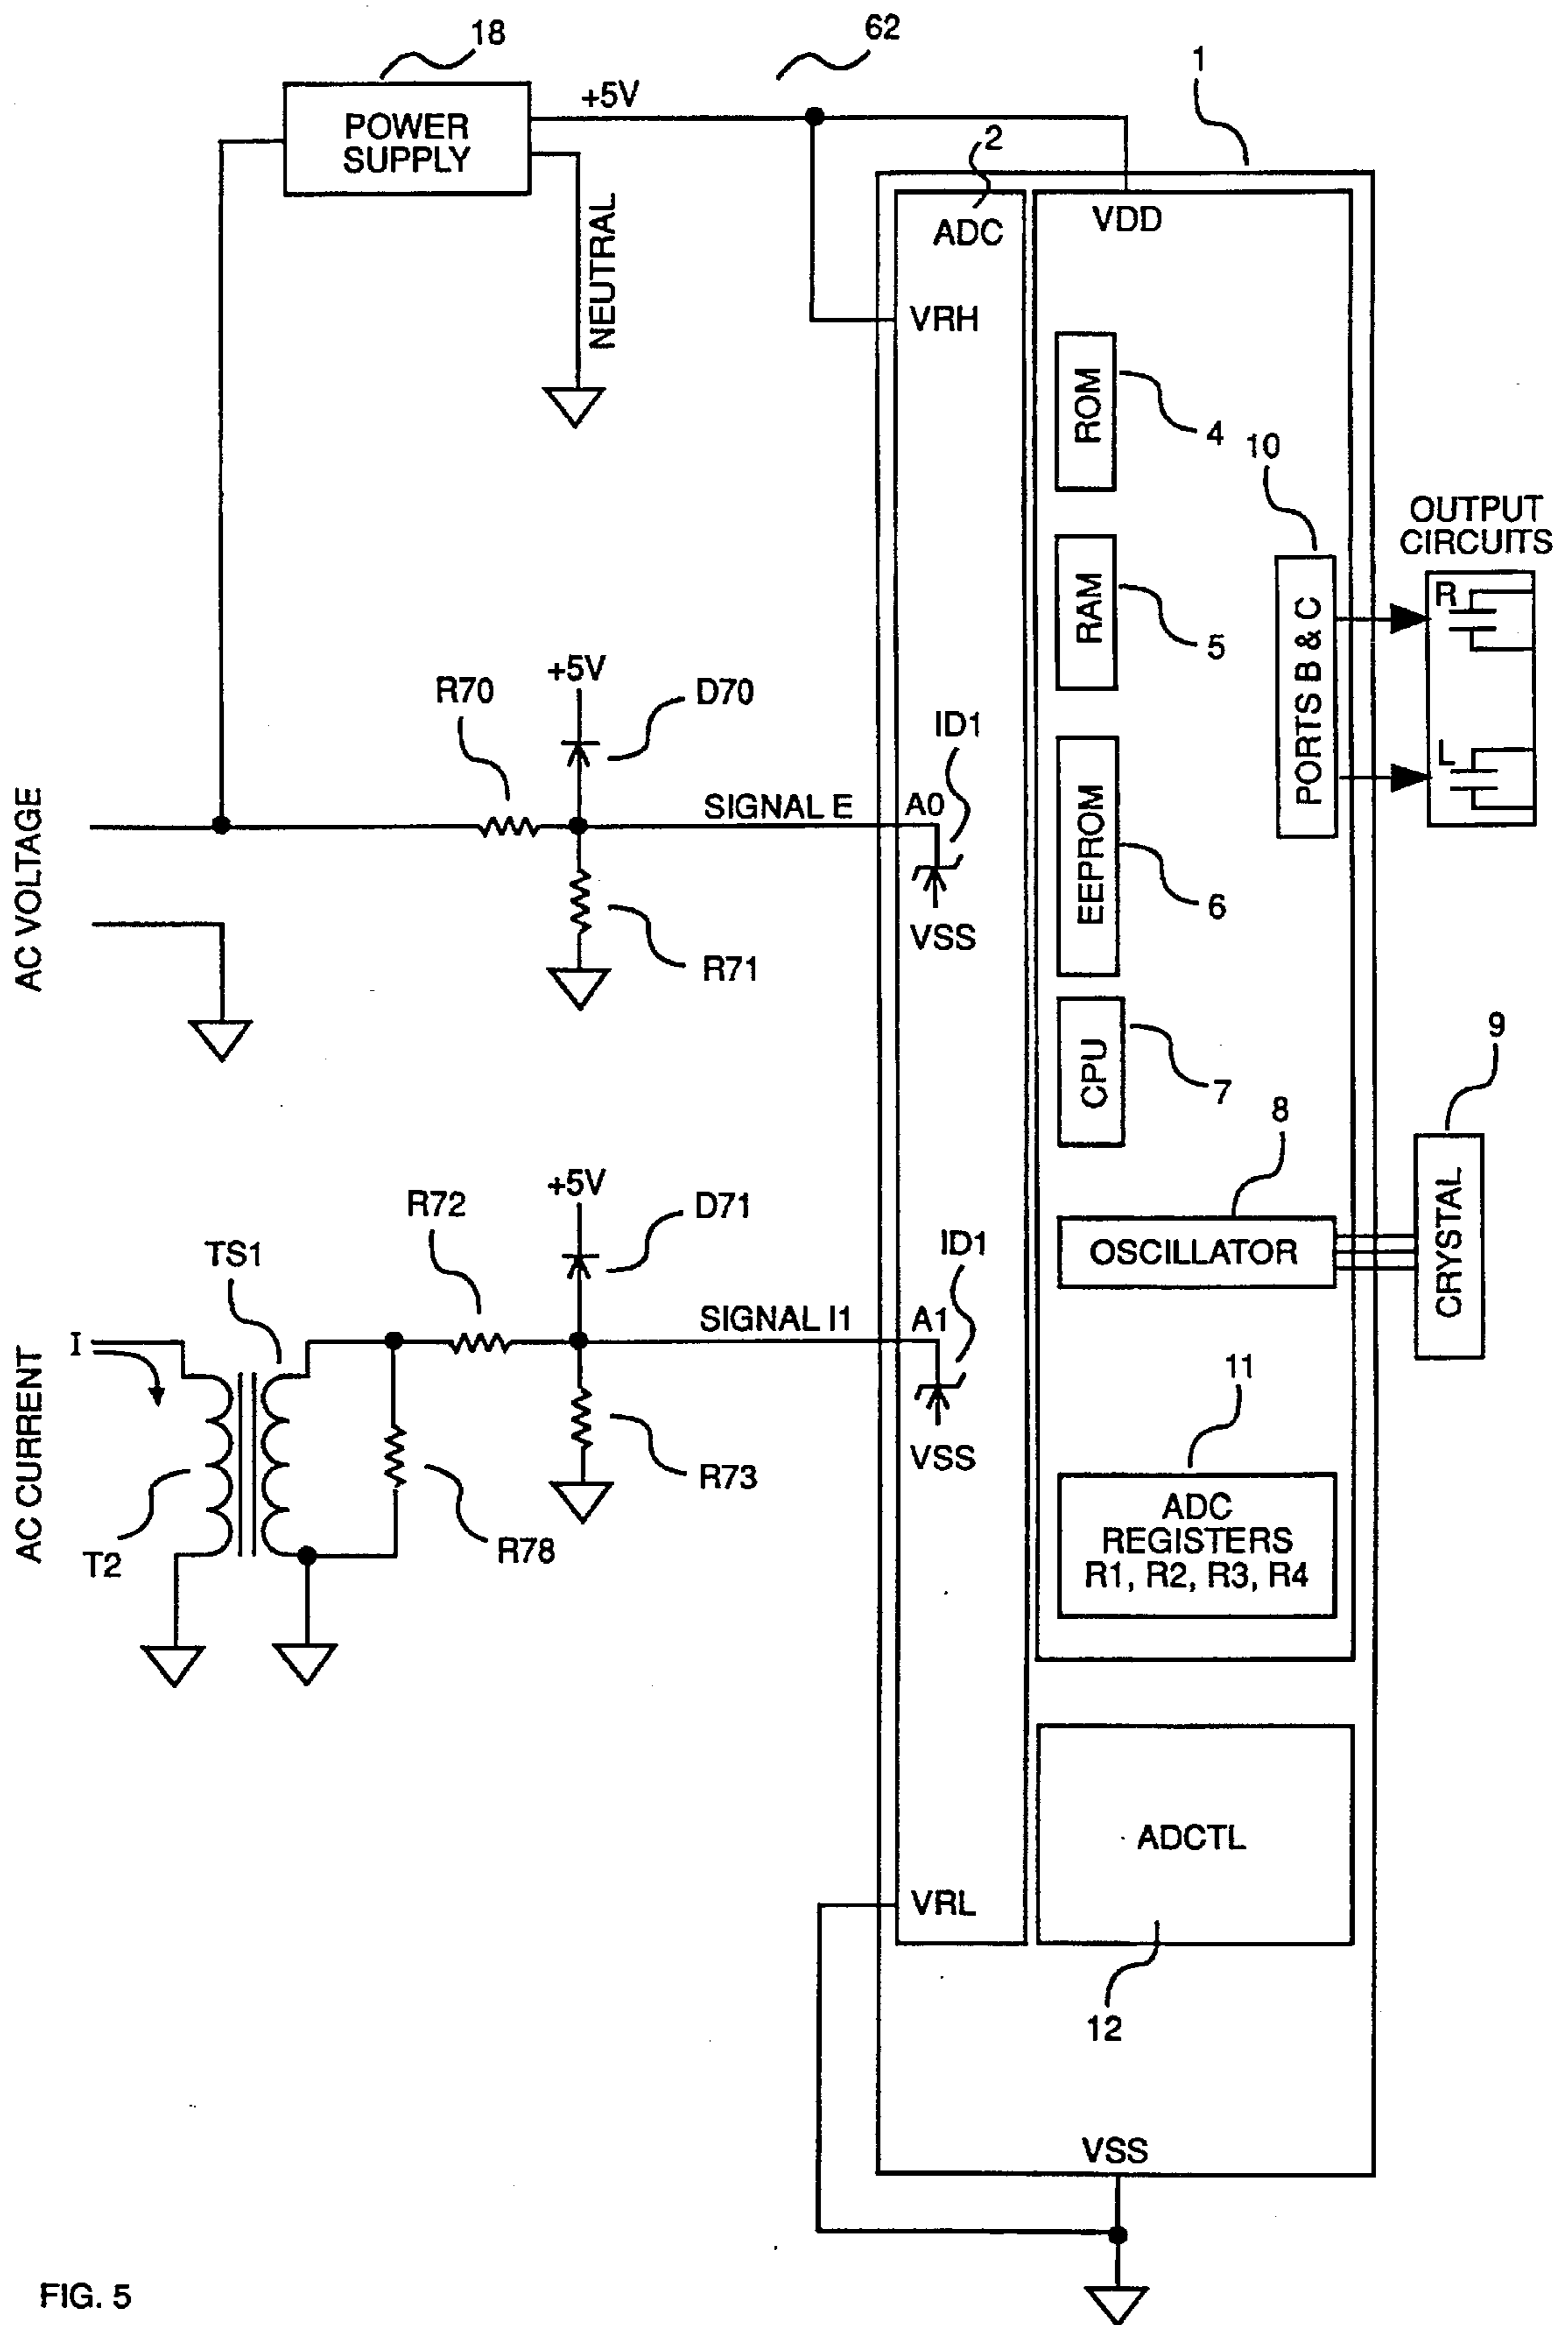 18
62
1
POWER
SUPPLY
+5V
NEUTRAL
2
ADC
VDD
VRH
ROM
4
10
OUTPUT
CIRCUITS
RAM
5
PORTS B & C
R
L
R70
+5V
D70
ID1
AC VOLTAGE
SIGNAL E
A0
EEPROM
6
VSS
R71
CPU
7
9
8
CRYSTAL
OSCILLATOR
R72
+5V
D71
ID1
TS1
I
SIGNAL I1
A1
AC CURRENT
11
VSS
R73
T2
R78
ADC
REGISTERS
R1, R2, R3, R4
ADCTL
VRL
12
VSS
FIG. 5